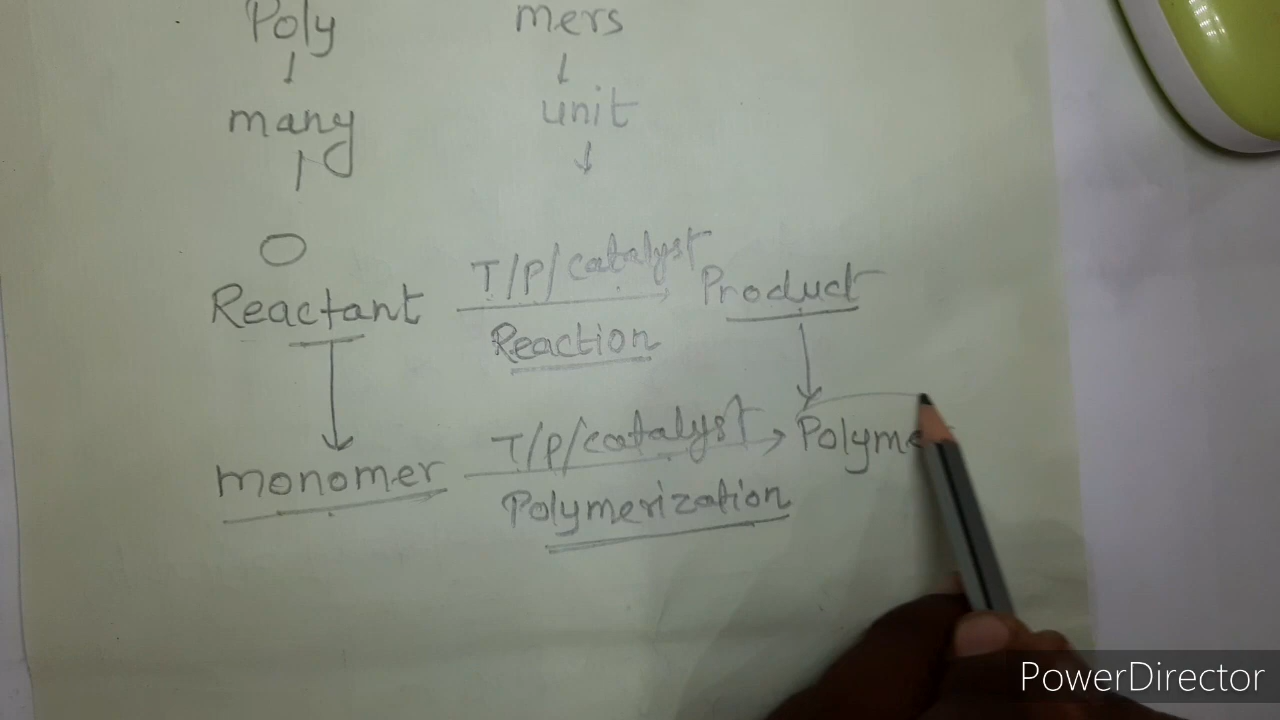 Poly mers
many unit
Reactant T/P/catalyst Product
Reaction
monomer T/P/catalyst Polyme
Polymerization
PowerDirector